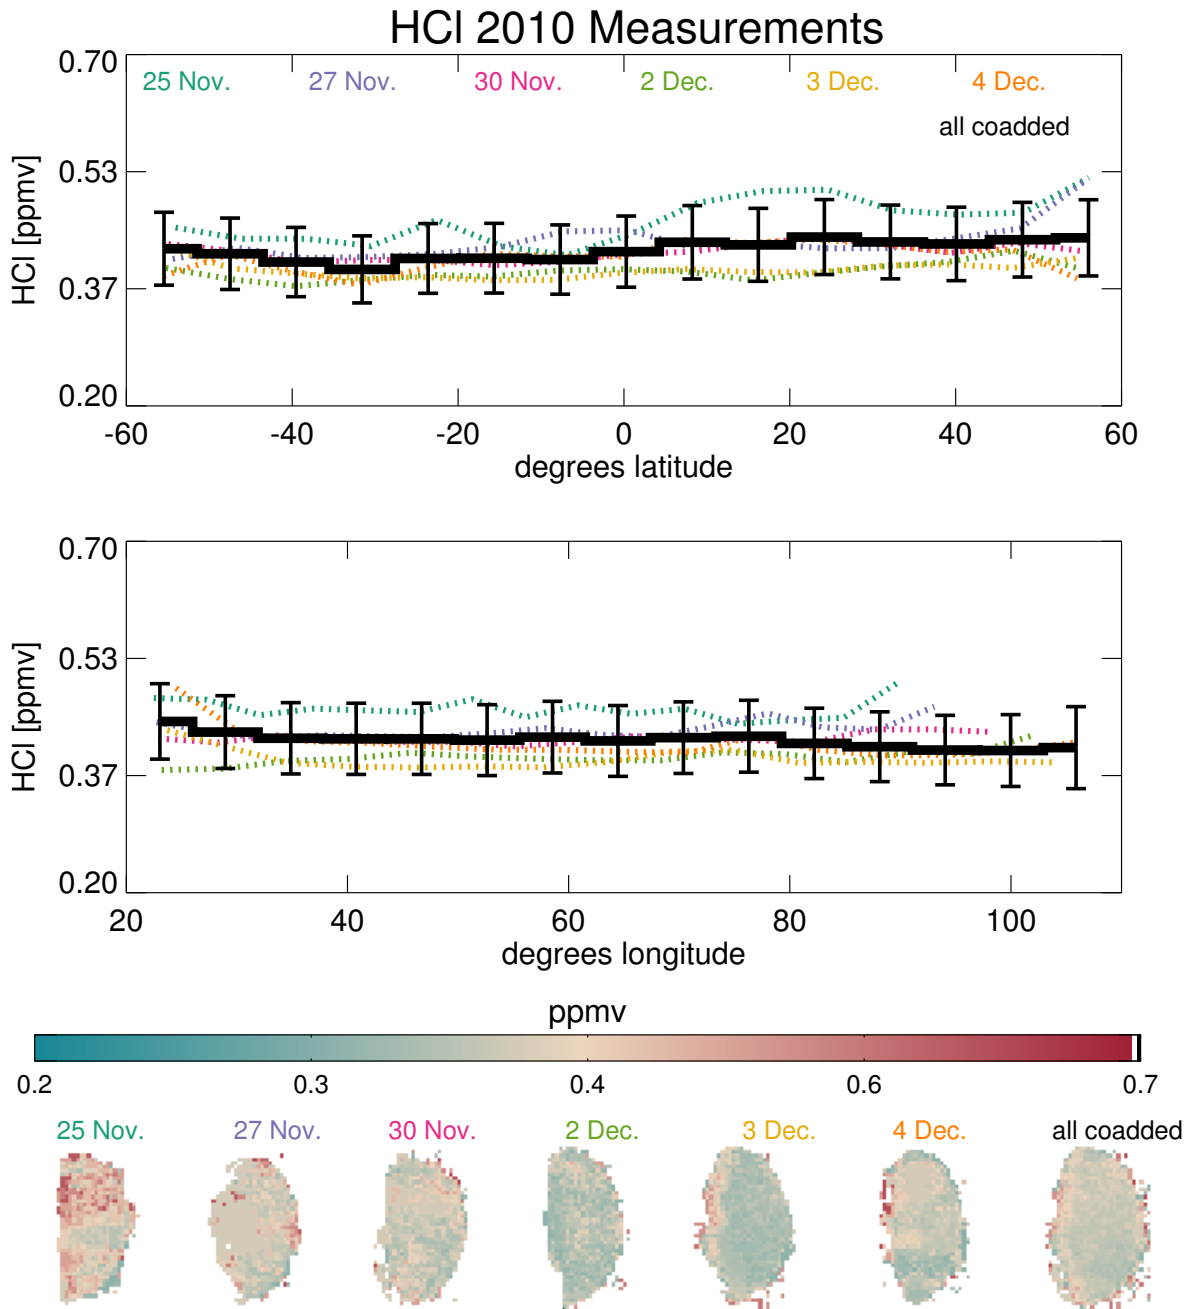 HCl 2010 Measurements
0.70
25 Nov. 27 Nov. 30 Nov. 2 Dec. 3 Dec. 4 Dec.
all coadded
0.53
HCl [ppmv]
0.37
0.20
-60 -40 -20 0 20 40 60
degrees latitude
0.70
0.53
HCl [ppmv]
0.37
0.20
20 40 60 80 100
degrees longitude
ppmv
0.2 0.3 0.4 0.6 0.7
25 Nov. 27 Nov. 30 Nov. 2 Dec. 3 Dec. 4 Dec. all coadded